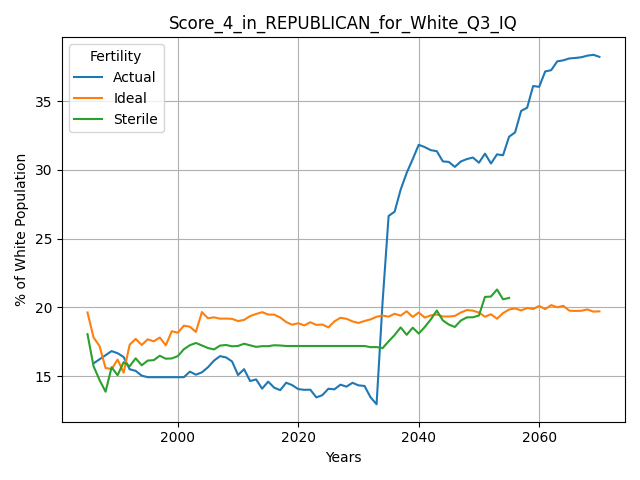 Score_4_in_REPUBLICAN_for_White_Q3_IQ
Fertility
Actual
Ideal
Sterile
% of White Population
35
30
25
20
15
2000
2020
2040
2060
Years